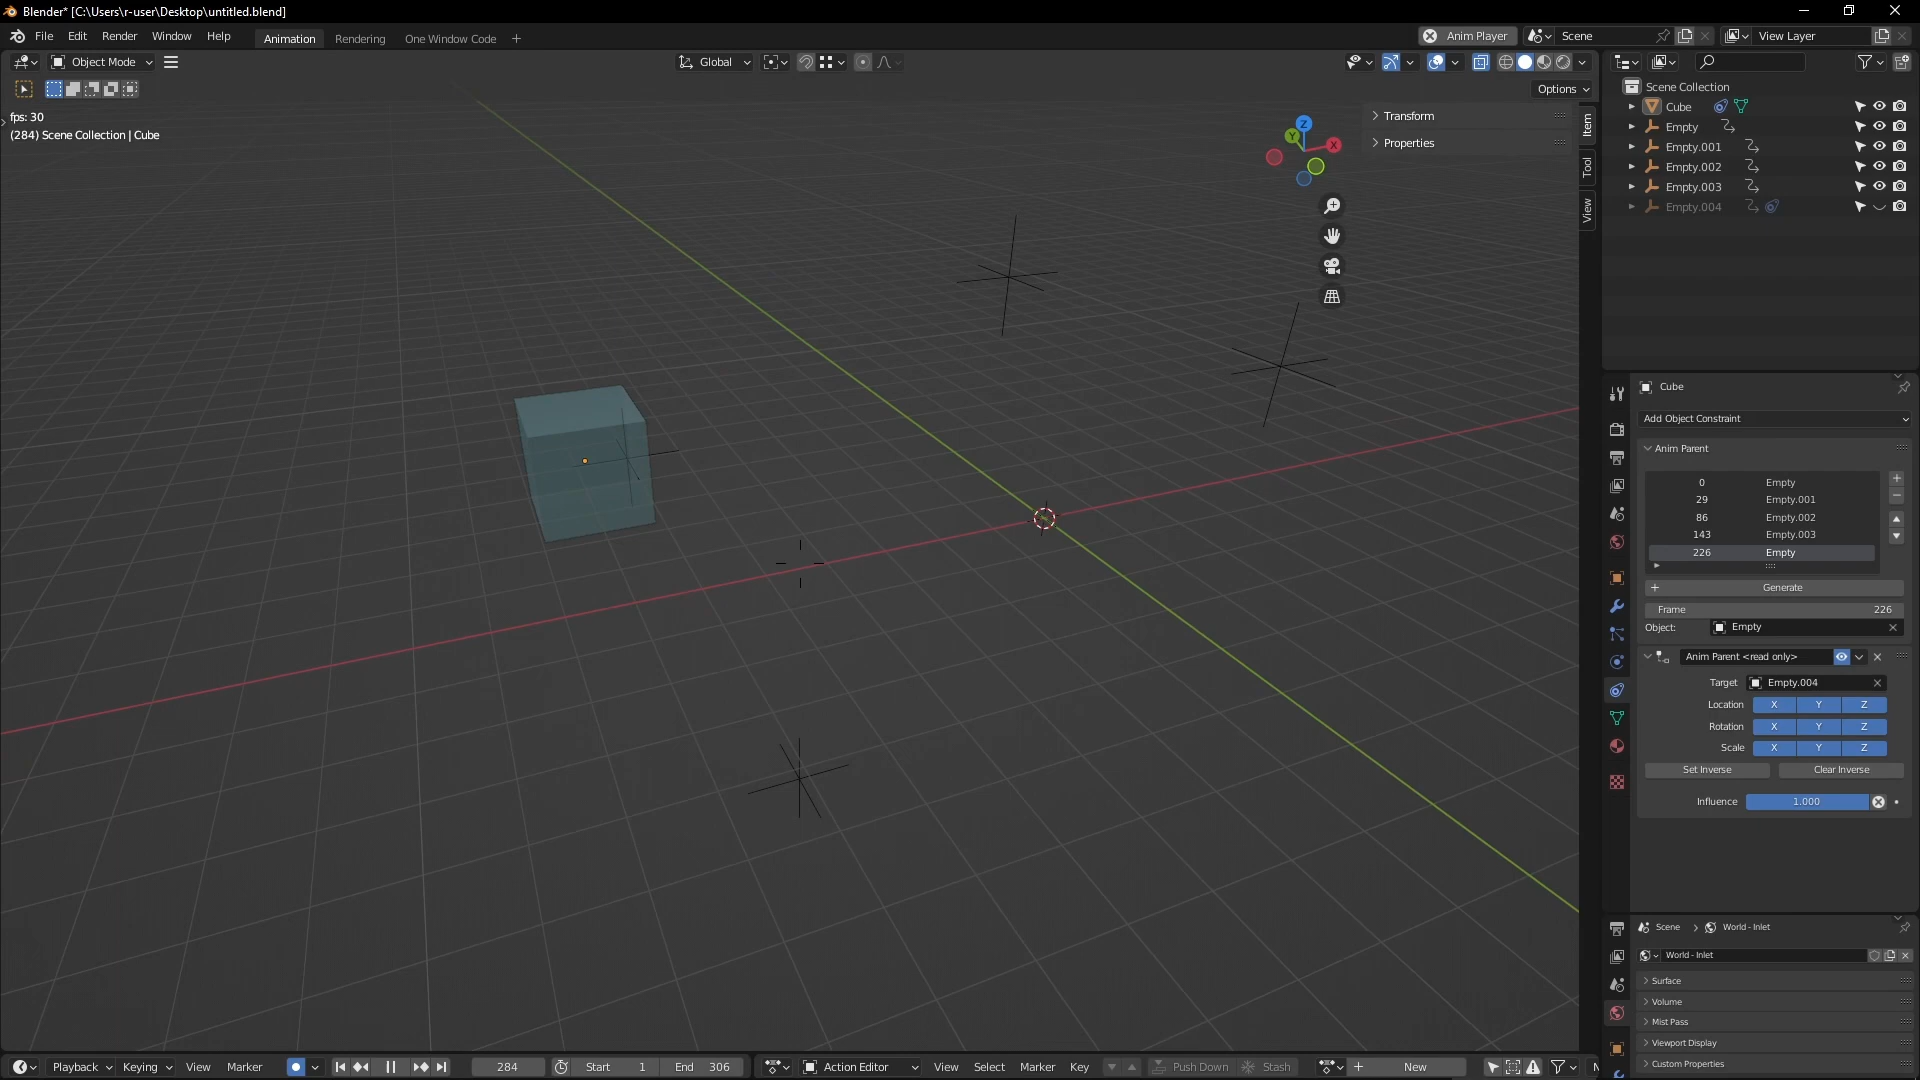 Blender* [C:\Users\r-user\Desktop\untitled.blend]
File Edit Render Window Help Animation Rendering One Window Code + Anim Player Scene View Layer
Object Mode Global
Options
fps: 30
(284) Scene Collection | Cube
Transform
Properties
Z
Y
X
Item
Tool
View
Scene Collection
Cube
Empty
Empty.001
Empty.002
Empty.003
Empty.004
Cube
Add Object Constraint
Anim Parent
0 Empty
29 Empty.001
86 Empty.002
143 Empty.003
226 Empty
Generate
Frame 226
Object: Empty
Anim Parent <read only>
Target Empty.004
Location X Y Z
Rotation X Y Z
Scale X Y Z
Set Inverse Clear Inverse
Influence 1.000
Scene > World - Inlet
World - Inlet
Surface
Volume
Mist Pass
Viewport Display
Custom Properties
Playback Keying View Marker 284 Start 1 End 306 Action Editor View Select Marker Key Push Down Stash New N